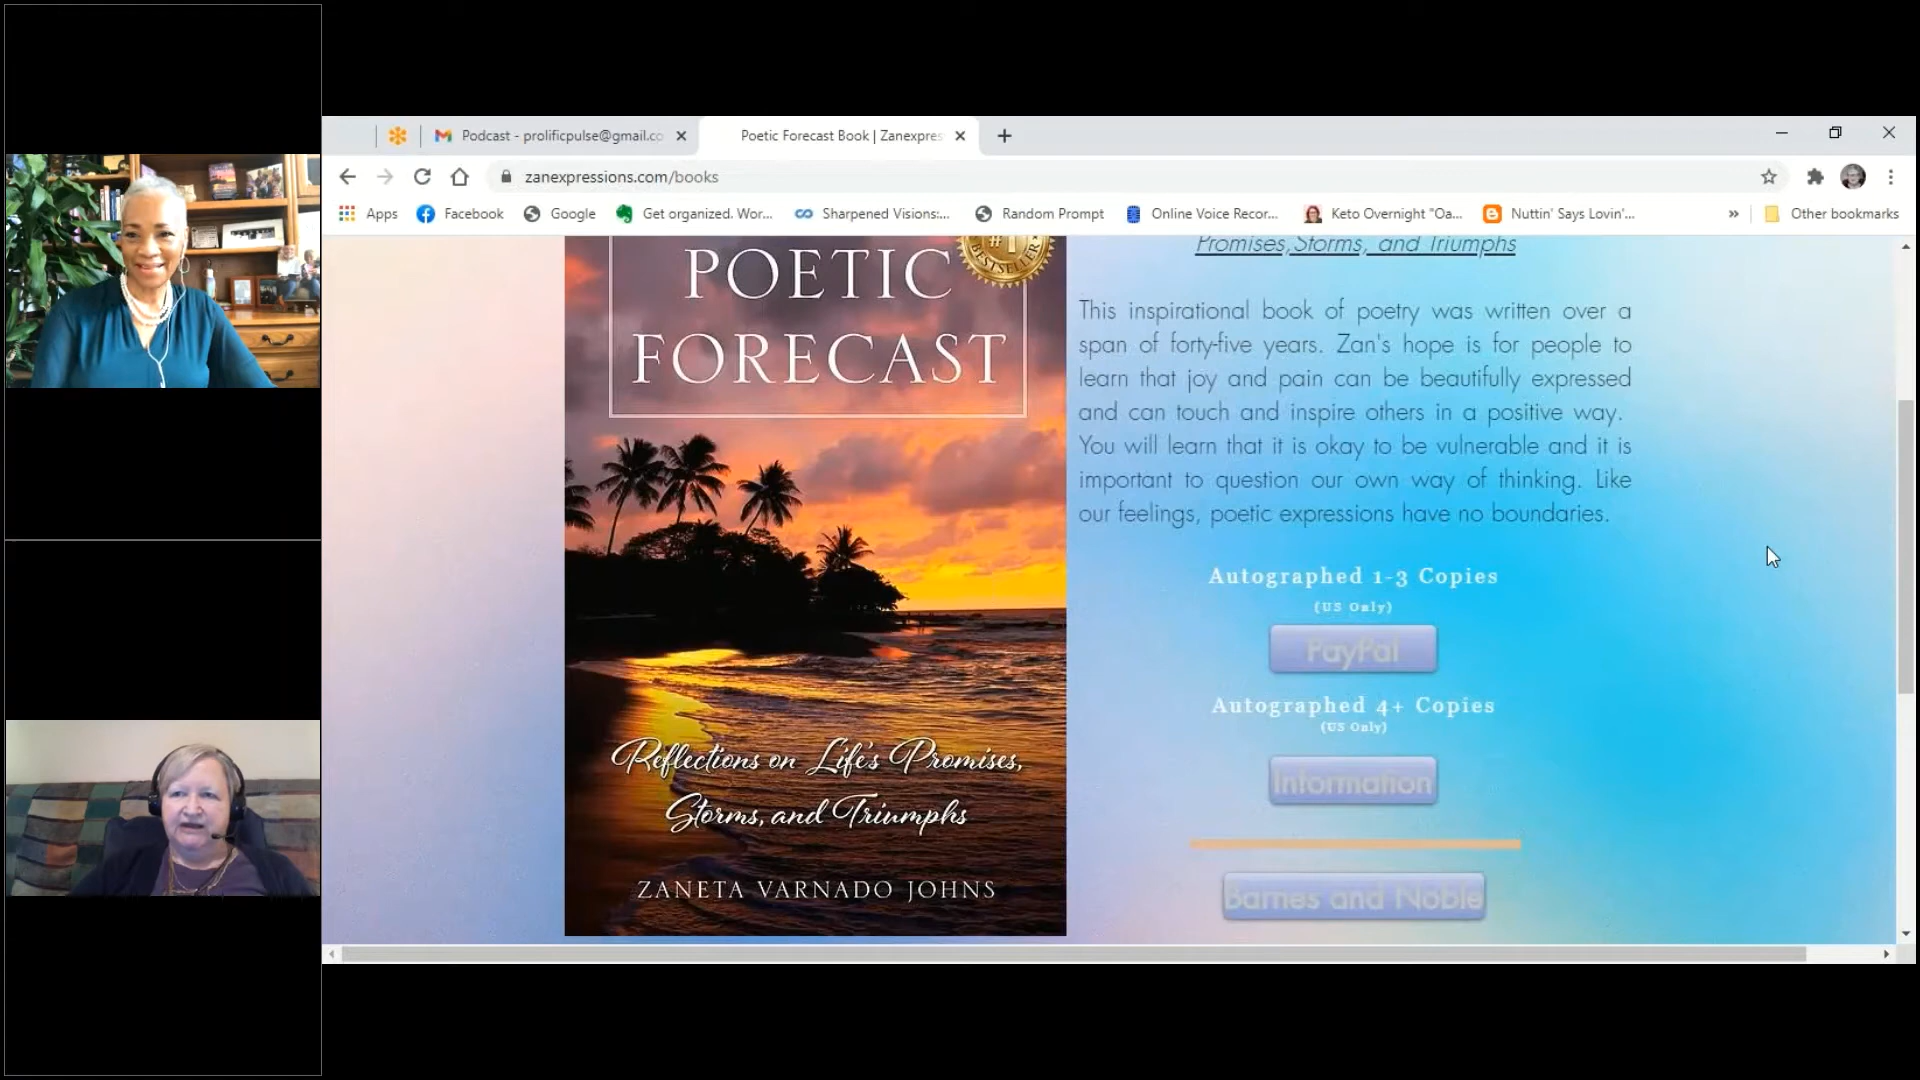 Podcast - prolificpulse@gmail.co
Poetic Forecast Book | Zanexpres
zanexpressions.com/books
Apps
Facebook
Google
Get organized. Wor...
Sharpened Visions:...
Random Prompt
Online Voice Recor...
Keto Overnight "Oa...
Nuttin' Says Lovin'...
Other bookmarks
#1
BESTSELLER
POETIC
FORECAST
Reflections on Life's Promises,
Storms, and Triumphs
ZANETA VARNADO JOHNS
Promises, Storms, and Triumphs
This inspirational book of poetry was written over a
span of forty-five years. Zan's hope is for people to
learn that joy and pain can be beautifully expressed
and can touch and inspire others in a positive way.
You will learn that it is okay to be vulnerable and it is
important to question our own way of thinking. Like
our feelings, poetic expressions have no boundaries.
Autographed 1-3 Copies
(US Only)
PayPal
Autographed 4+ Copies
(US Only)
Information
Barnes and Noble